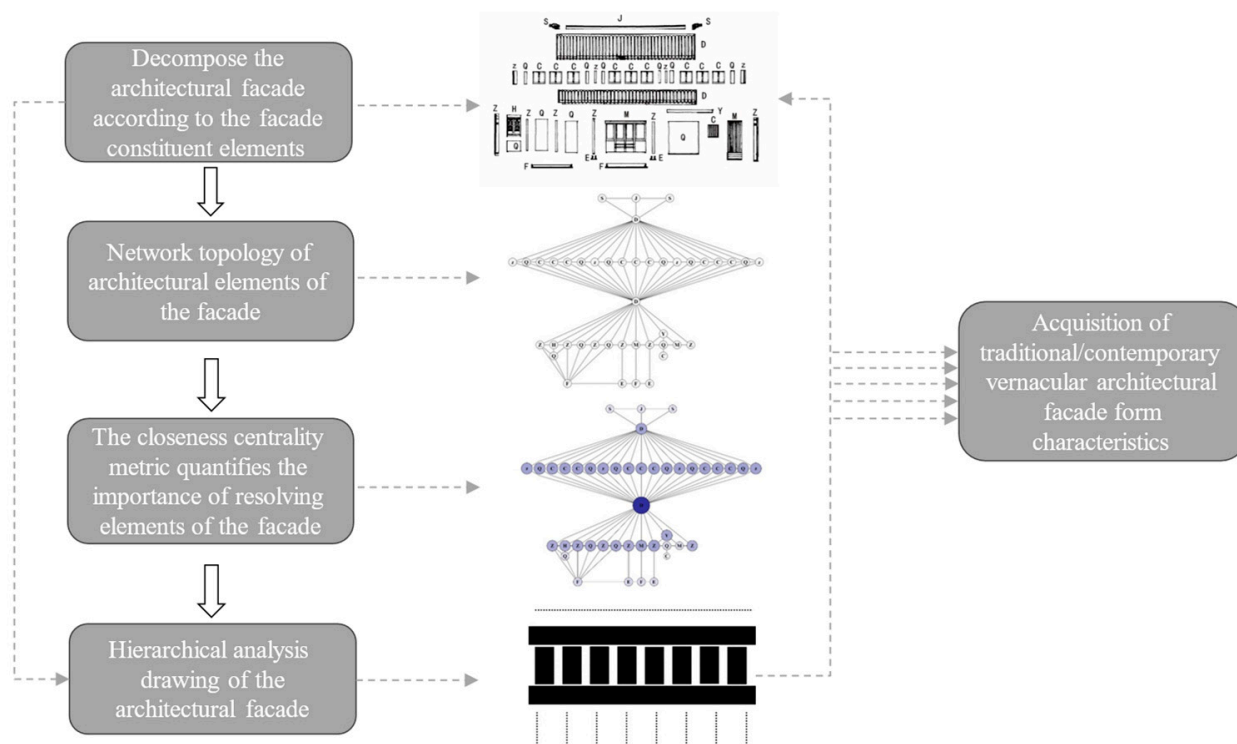 Decompose the
architectural facade
according to the facade
constituent elements
S J S
D
z Q C C C Q z Q C C C Q z Q C C C Q z
D
Y
Z H Z Q Z Q Z M Z C M Z
Q Q
E E
F F
Network topology of
architectural elements of
the facade
S J S
D
z Q C C C Q z Q C C C Q z Q C C C Q z
D
Y
Z H Z Q Z Q Z M Z Q M Z
Q C
F E F E
The closeness centrality
metric quantifies the
importance of resolving
elements of the facade
S J S
D
z Q C C C Q z Q C C C Q z Q C C C Q z
Y
Z H Z Q Z Q Z M Z Q M Z
Q C
F E F E
Hierarchical analysis
drawing of the
architectural facade
Acquisition of
traditional/contemporary
vernacular architectural
facade form
characteristics